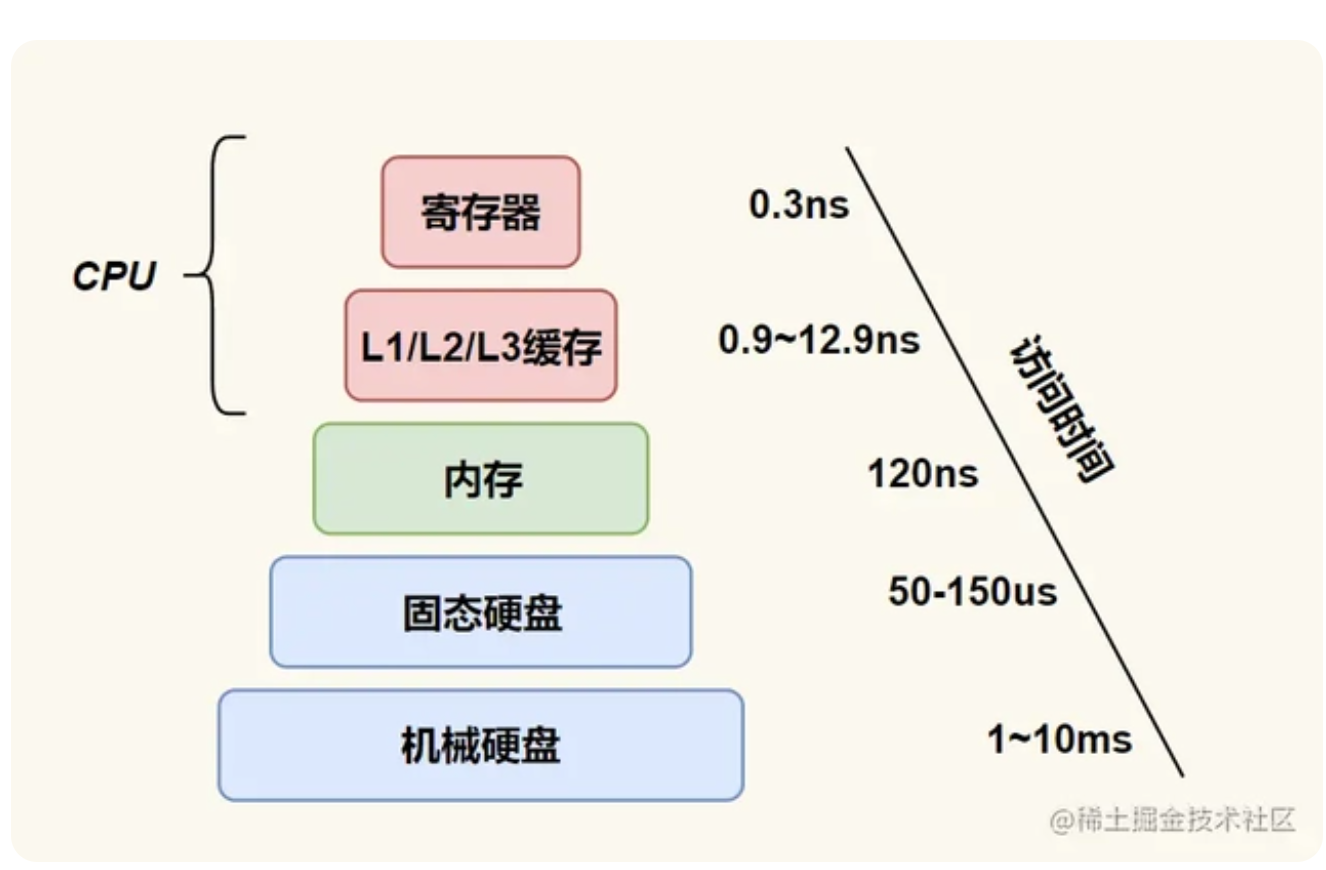 寄存器
0.3ns
CPU
L1/L2/L3缓存
0.9~12.9ns
访问时间
内存
120ns
固态硬盘
50-150us
机械硬盘
1~10ms
@稀土掘金技术社区